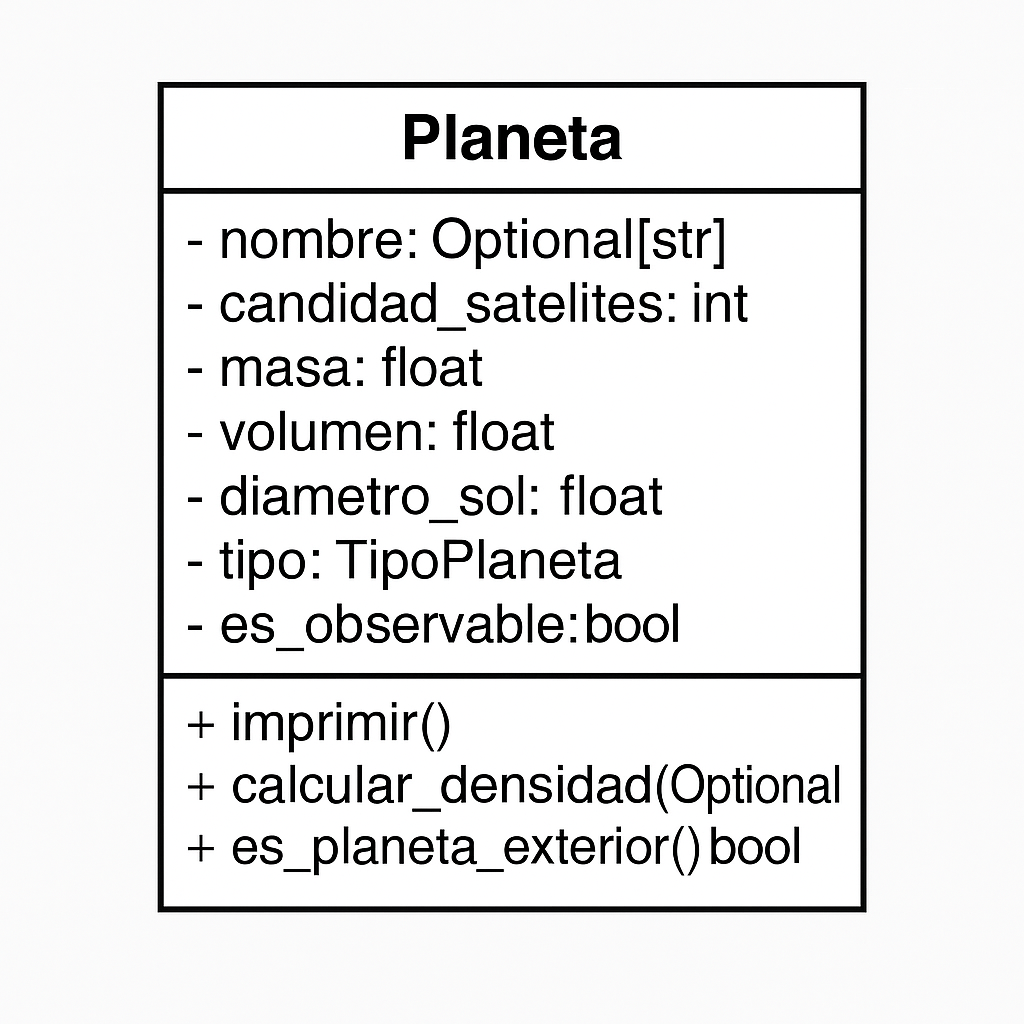 Planeta
- nombre: Optional[str]
- candidad_satelites: int
- masa: float
- volumen: float
- diametro_sol: float
- tipo: TipoPlaneta
- es_observable: bool
+ imprimir()
+ calcular_densidad(Optional
+ es_planeta_exterior() bool